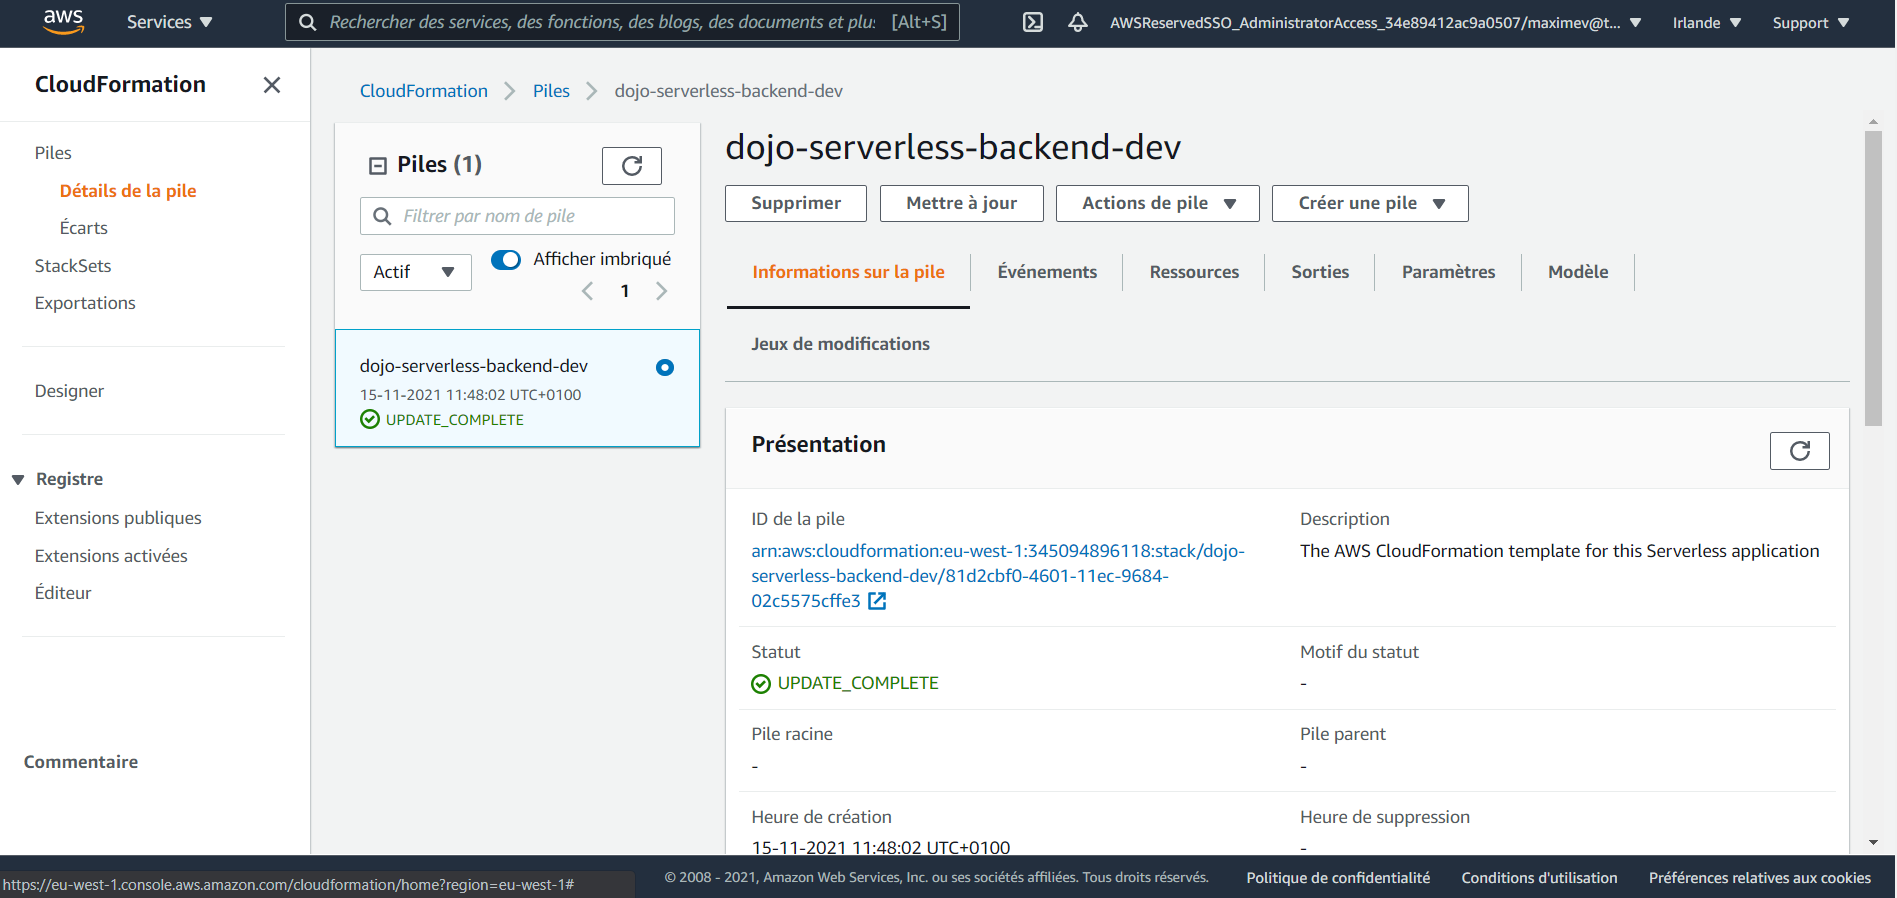 aws
Services
Rechercher des services, des fonctions, des blogs, des documents et plus
[Alt+S]
AWSReservedSSO_AdministratorAccess_34e89412ac9a0507/maximev@t...
Irlande
Support
CloudFormation
Piles
Détails de la pile
Écarts
StackSets
Exportations
Designer
Registre
Extensions publiques
Extensions activées
Éditeur
Commentaire
CloudFormation
Piles
dojo-serverless-backend-dev
Piles (1)
Filtrer par nom de pile
Actif
Afficher imbriqué
1
dojo-serverless-backend-dev
15-11-2021 11:48:02 UTC+0100
UPDATE_COMPLETE
dojo-serverless-backend-dev
Supprimer
Mettre à jour
Actions de pile
Créer une pile
Informations sur la pile
Événements
Ressources
Sorties
Paramètres
Modèle
Jeux de modifications
Présentation
ID de la pile
arn:aws:cloudformation:eu-west-1:345094896118:stack/dojo-
serverless-backend-dev/81d2cbf0-4601-11ec-9684-
02c5575cffe3
Description
The AWS CloudFormation template for this Serverless application
Statut
UPDATE_COMPLETE
Motif du statut
-
Pile racine
-
Pile parent
-
Heure de création
15-11-2021 11:48:02 UTC+0100
Heure de suppression
-
https://eu-west-1.console.aws.amazon.com/cloudformation/home?region=eu-west-1#
© 2008 - 2021, Amazon Web Services, Inc. ou ses sociétés affiliées. Tous droits réservés.
Politique de confidentialité
Conditions d'utilisation
Préférences relatives aux cookies